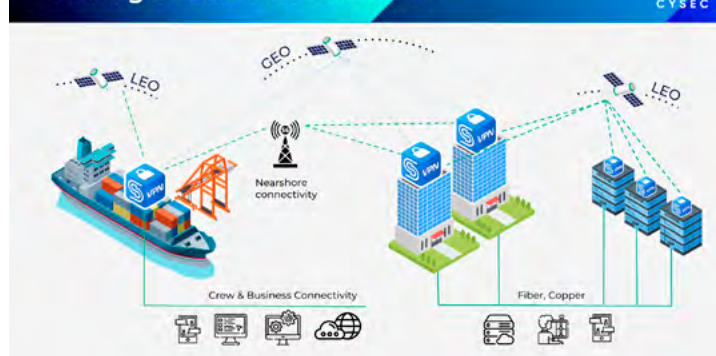 CYSEC
GEO
LEO
LEO
VPN
VPN
VPN
Nearshore
connectivity
Crew & Business Connectivity
Fiber, Copper